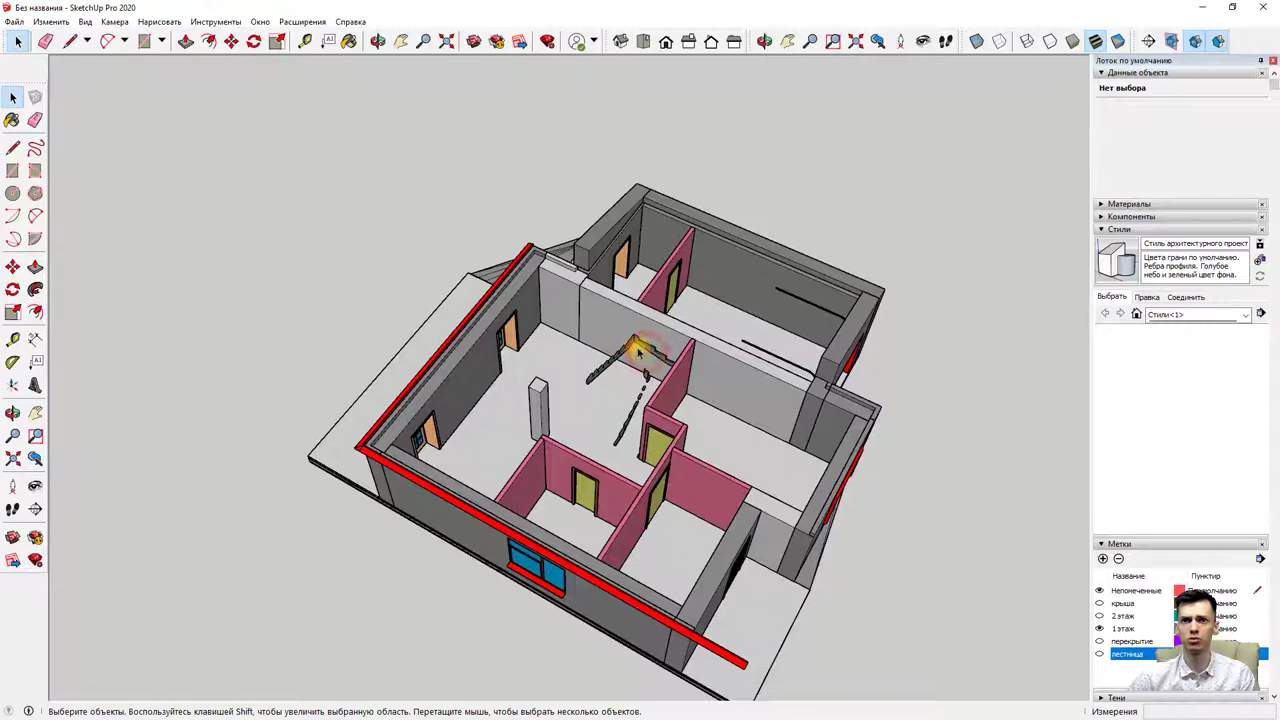 Без названия - SketchUp Pro 2020
Файл Изменить Вид Камера Нарисовать Инструменты Окно Расширения Справка
Лоток по умолчанию
Данные объекта
Нет выбора
Материалы
Компоненты
Стили
Стиль архитектурного проект
Цвета грани по умолчанию.
Ребра профиля. Голубое
небо и зеленый цвет фона.
Выбрать Правка Соединить
Стили<1>
Метки
Название Пунктир
Непомеченные
крыша
2 этаж
1 этаж
перекрытие
лестница
Тени
Выберите объекты. Воспользуйтесь клавишей Shift, чтобы увеличить выбранную область. Перетащите мышь, чтобы выбрать несколько объектов.
Измерения